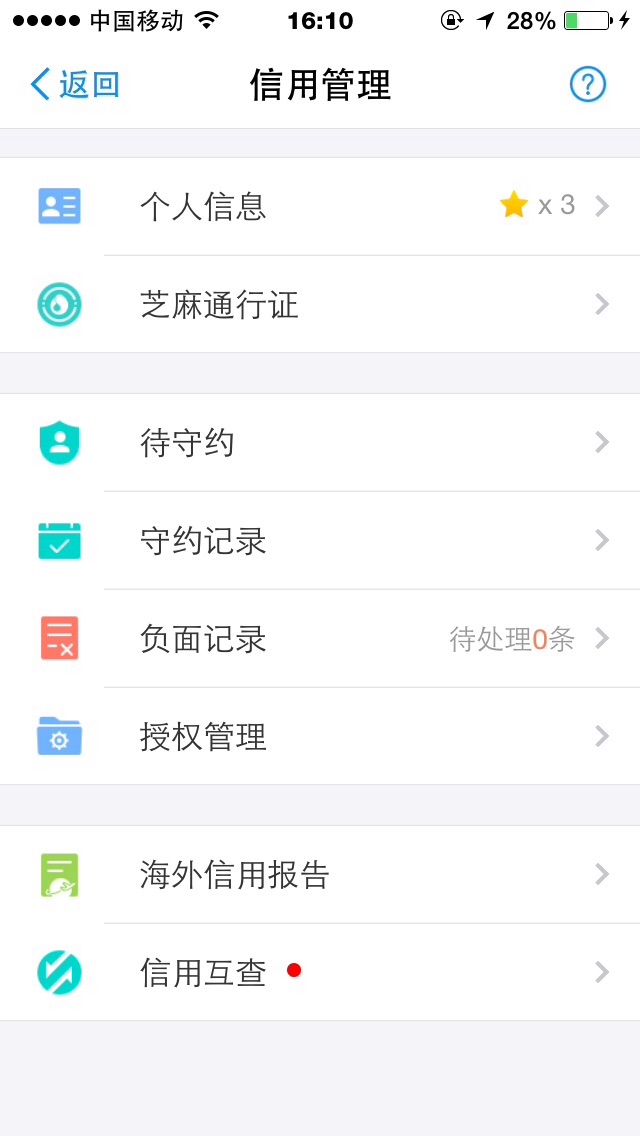 中国移动 16:10 28%
返回 信用管理 ?
个人信息 x 3
芝麻通行证
待守约
守约记录
负面记录 待处理0条
授权管理
海外信用报告
信用互查